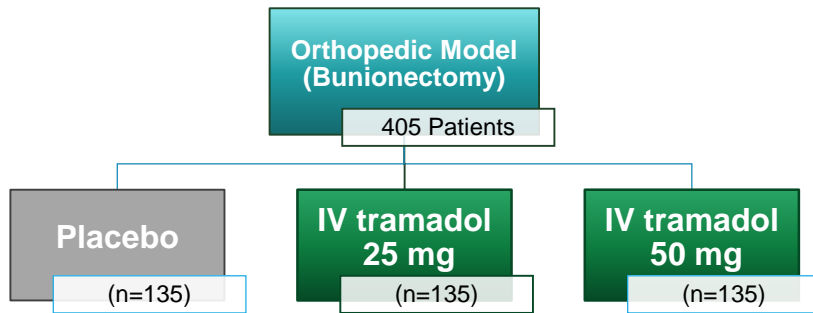 Orthopedic Model
(Bunionectomy)
405 Patients
Placebo
(n=135)
IV tramadol
25 mg
(n=135)
IV tramadol
50 mg
(n=135)